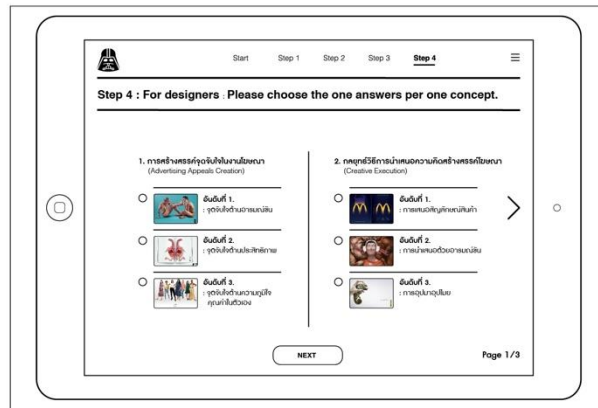 Start Step 1 Step 2 Step 3 Step 4
Step 4 : For designers : Please choose the one answers per one concept.
1. การสร้างสรรค์จุดจับใจในงานโฆษณา
(Advertising Appeals Creation)
อันดับที่ 1.
: จุดจับใจด้านอารมณ์ขัน
อันดับที่ 2.
: จุดจับใจด้านประสิทธิภาพ
อันดับที่ 3.
: จุดจับใจด้านความภูมิใจ
คุณค่าในตัวเอง
2. กลยุทธ์วิธีการนำเสนอความคิดสร้างสรรค์โฆษณา
(Creative Execution)
อันดับที่ 1.
: การเสนอสัญลักษณ์สินค้า
อันดับที่ 2.
: การนำเสนอด้วยอารมณ์ขัน
อันดับที่ 3.
: การอุปมาอุปไมย
NEXT
Page 1/3